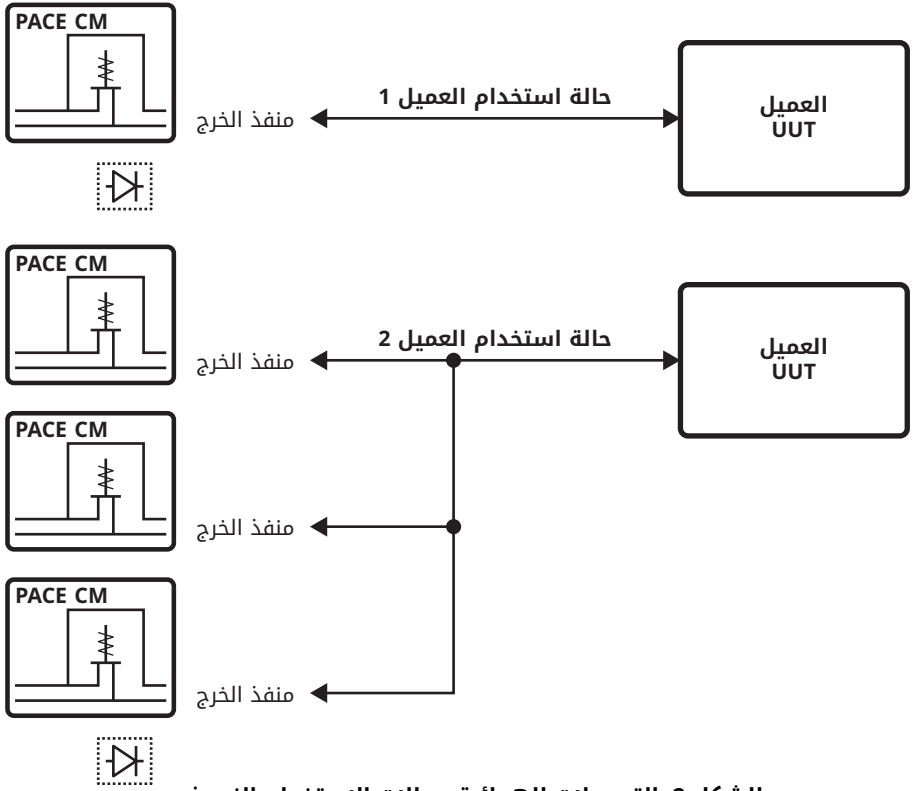 PACE CM
حالة استخدام العميل 1
منفذ الخرج
العميل
UUT
PACE CM
حالة استخدام العميل 2
منفذ الخرج
العميل
UUT
PACE CM
منفذ الخرج
PACE CM
منفذ الخرج